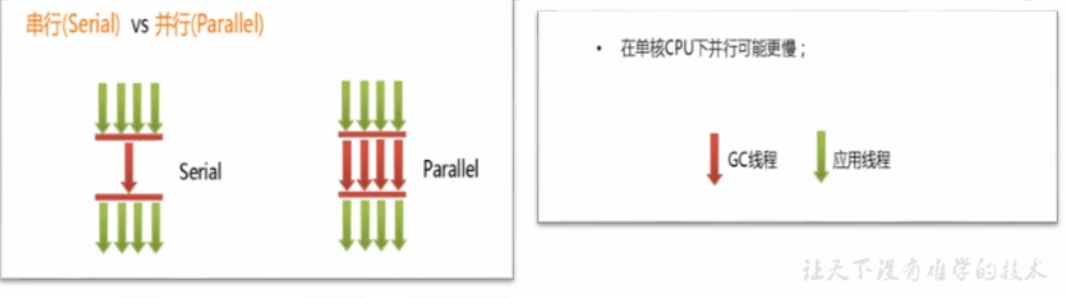 串行(Serial) vs 并行(Parallel)
Serial
Parallel
• 在单核CPU下并行可能更慢；
GC线程
应用线程
让天下没有难学的技术